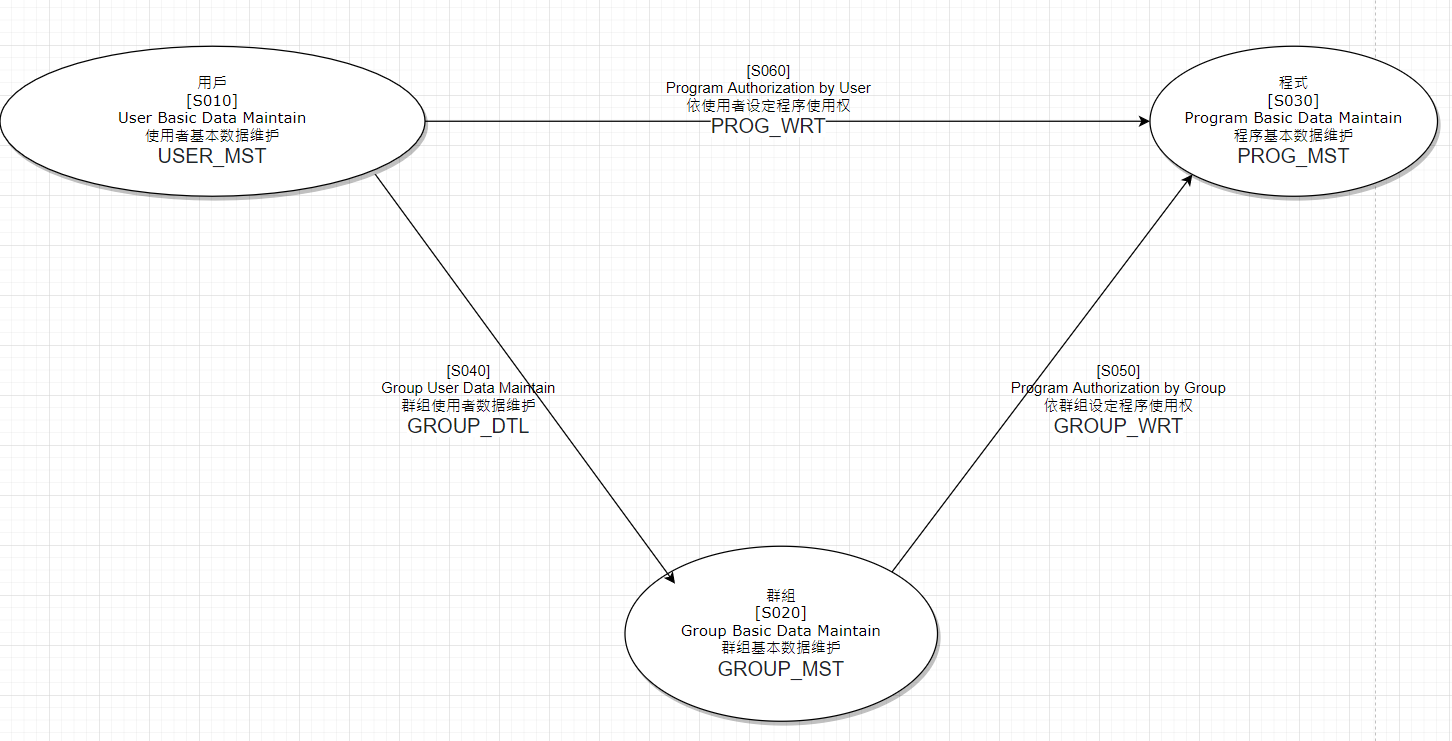 用戶
[S010]
User Basic Data Maintain
使用者基本数据维护
USER_MST
[S060]
Program Authorization by User
依使用者设定程序使用权
PROG_WRT
程式
[S030]
Program Basic Data Maintain
程序基本数据维护
PROG_MST
[S040]
Group User Data Maintain
群组使用者数据维护
GROUP_DTL
[S050]
Program Authorization by Group
依群组设定程序使用权
GROUP_WRT
群組
[S020]
Group Basic Data Maintain
群组基本数据维护
GROUP_MST